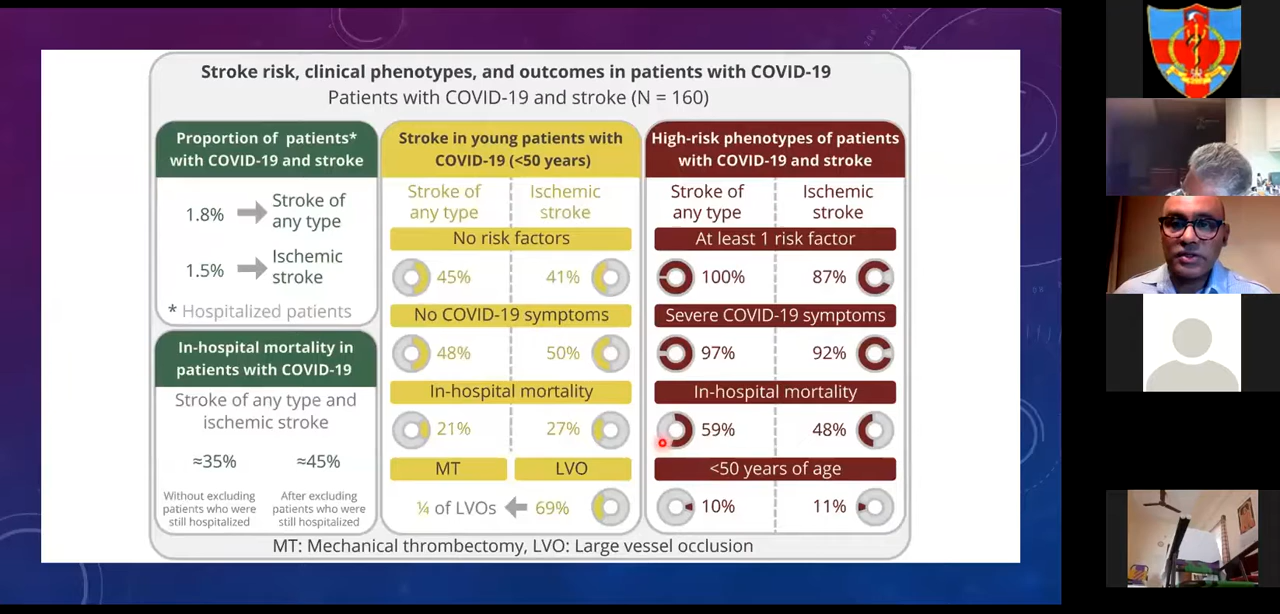 Stroke risk, clinical phenotypes, and outcomes in patients with COVID-19
Patients with COVID-19 and stroke (N = 160)
Proportion of patients*
with COVID-19 and stroke
1.8%
Stroke of
any type
1.5%
Ischemic
stroke
* Hospitalized patients
In-hospital mortality in
patients with COVID-19
Stroke of any type and
ischemic stroke
≈35%
≈45%
Without excluding
patients who were
still hospitalized
After excluding
patients who were
still hospitalized
Stroke in young patients with
COVID-19 (<50 years)
Stroke of
any type
Ischemic
stroke
No risk factors
45%
41%
No COVID-19 symptoms
48%
50%
In-hospital mortality
21%
27%
MT
LVO
¼ of LVOs
69%
High-risk phenotypes of patients
with COVID-19 and stroke
Stroke of
any type
Ischemic
stroke
At least 1 risk factor
100%
87%
Severe COVID-19 symptoms
97%
92%
In-hospital mortality
59%
48%
<50 years of age
10%
11%
MT: Mechanical thrombectomy, LVO: Large vessel occlusion